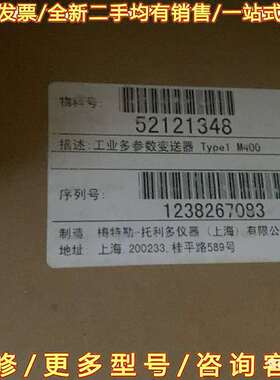 发票/全新二手均有销售/一站式
物料号:
52121348
描述:工业多参数变送器 Type1 M400
序列号:
1238267093
制造 梅特勒-托利多仪器（上海）有限公
地址 上海.200233.桂平路589号
修/更多型号/咨询客